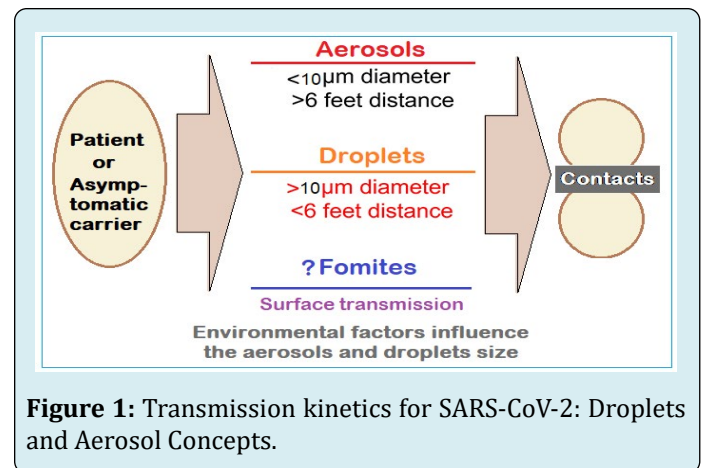 Patient
or
Asymp-
tomatic
carrier
Aerosols
<10µm diameter
>6 feet distance
Droplets
>10µm diameter
<6 feet distance
?Fomites
Surface transmission
Environmental factors influence
the aerosols and droplets size
Contacts
Figure 1: Transmission kinetics for SARS-CoV-2: Droplets
and Aerosol Concepts.